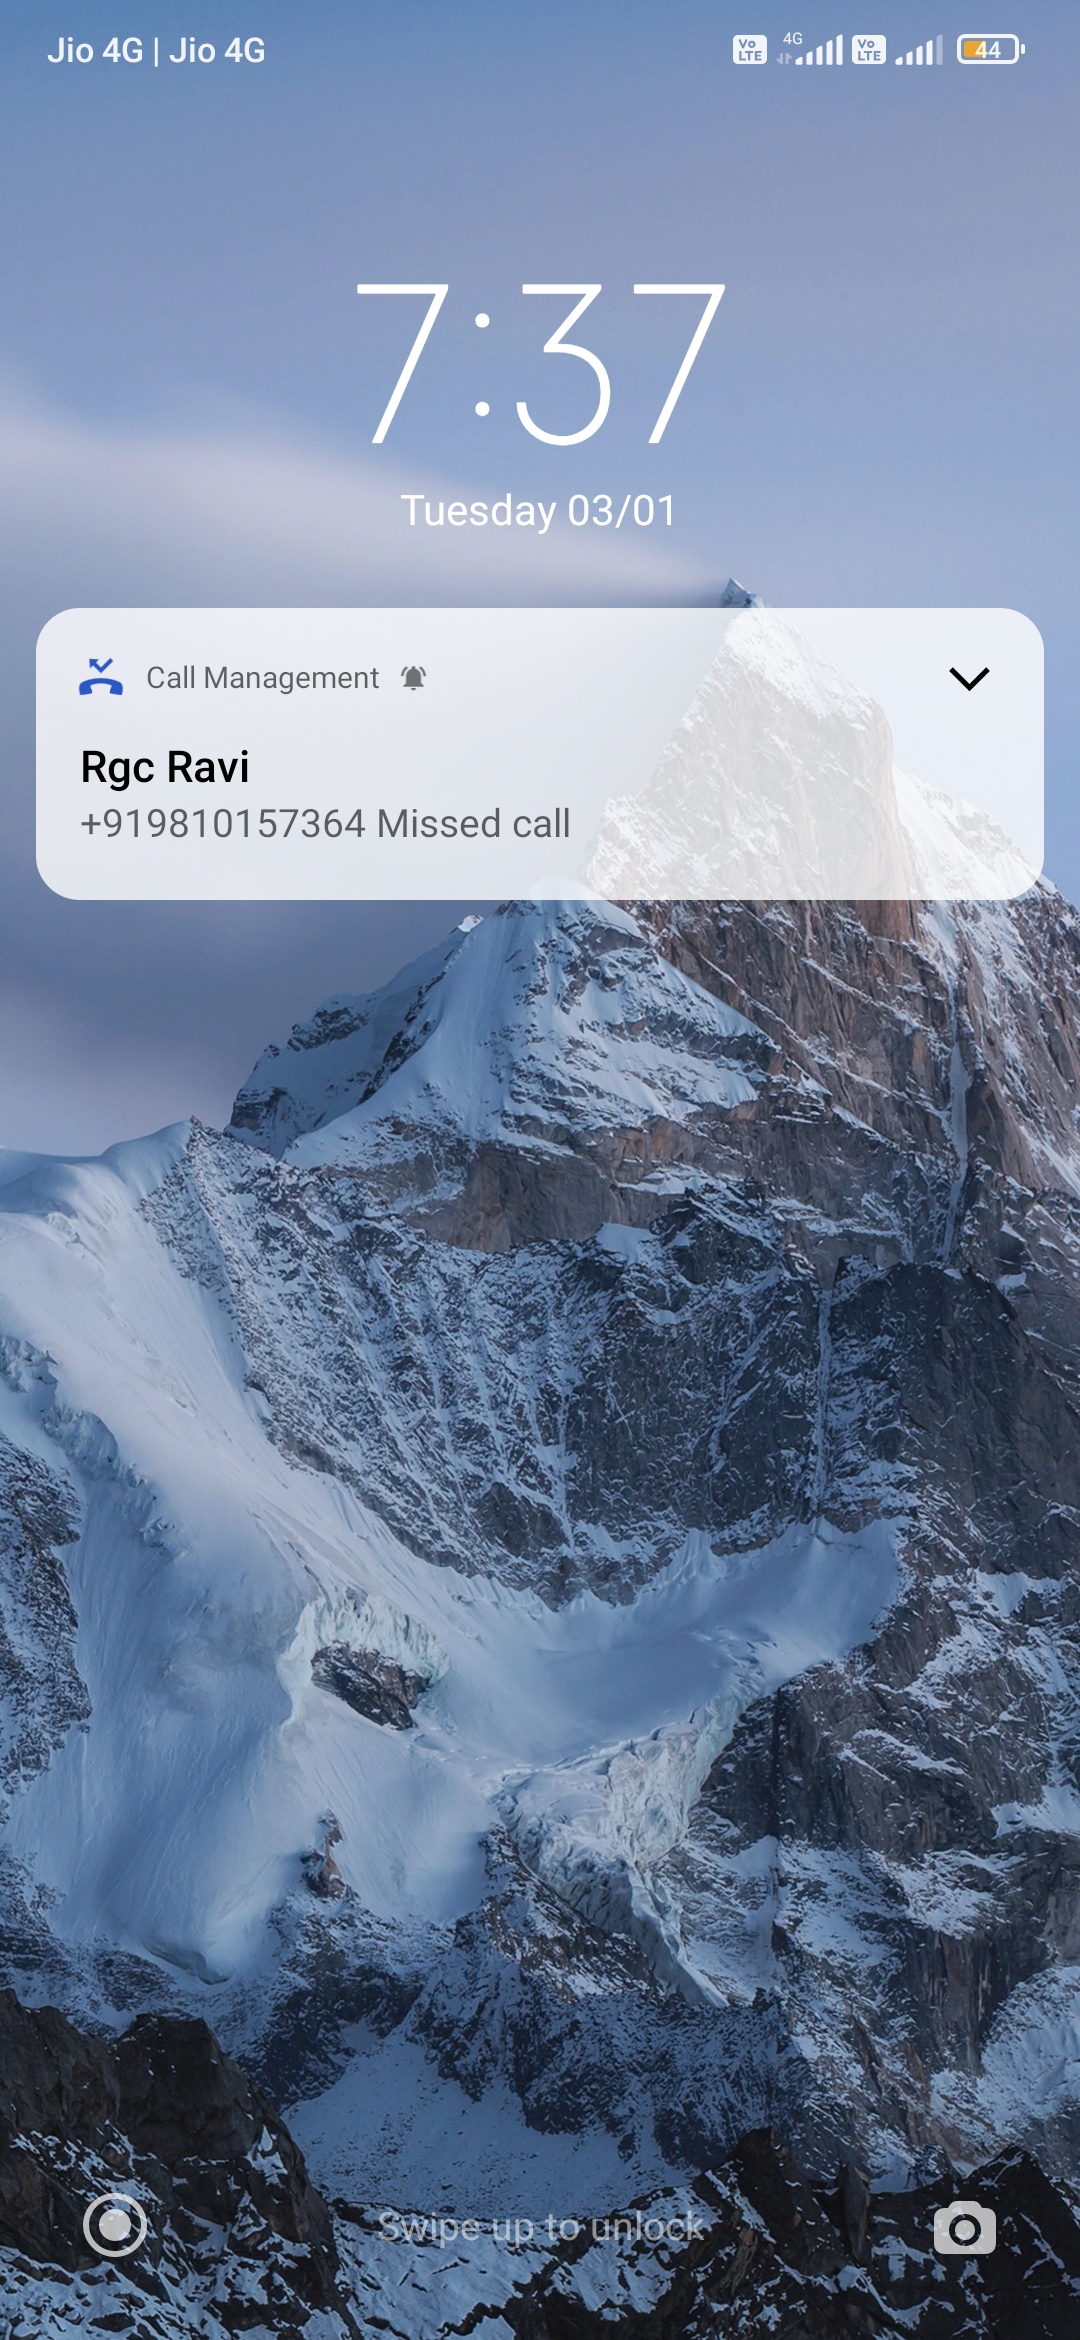 Jio 4G | Jio 4G
Vo LTE 4G Vo LTE 44
7:37
Tuesday 03/01
Call Management
Rgc Ravi
+919810157364 Missed call
Swipe up to unlock